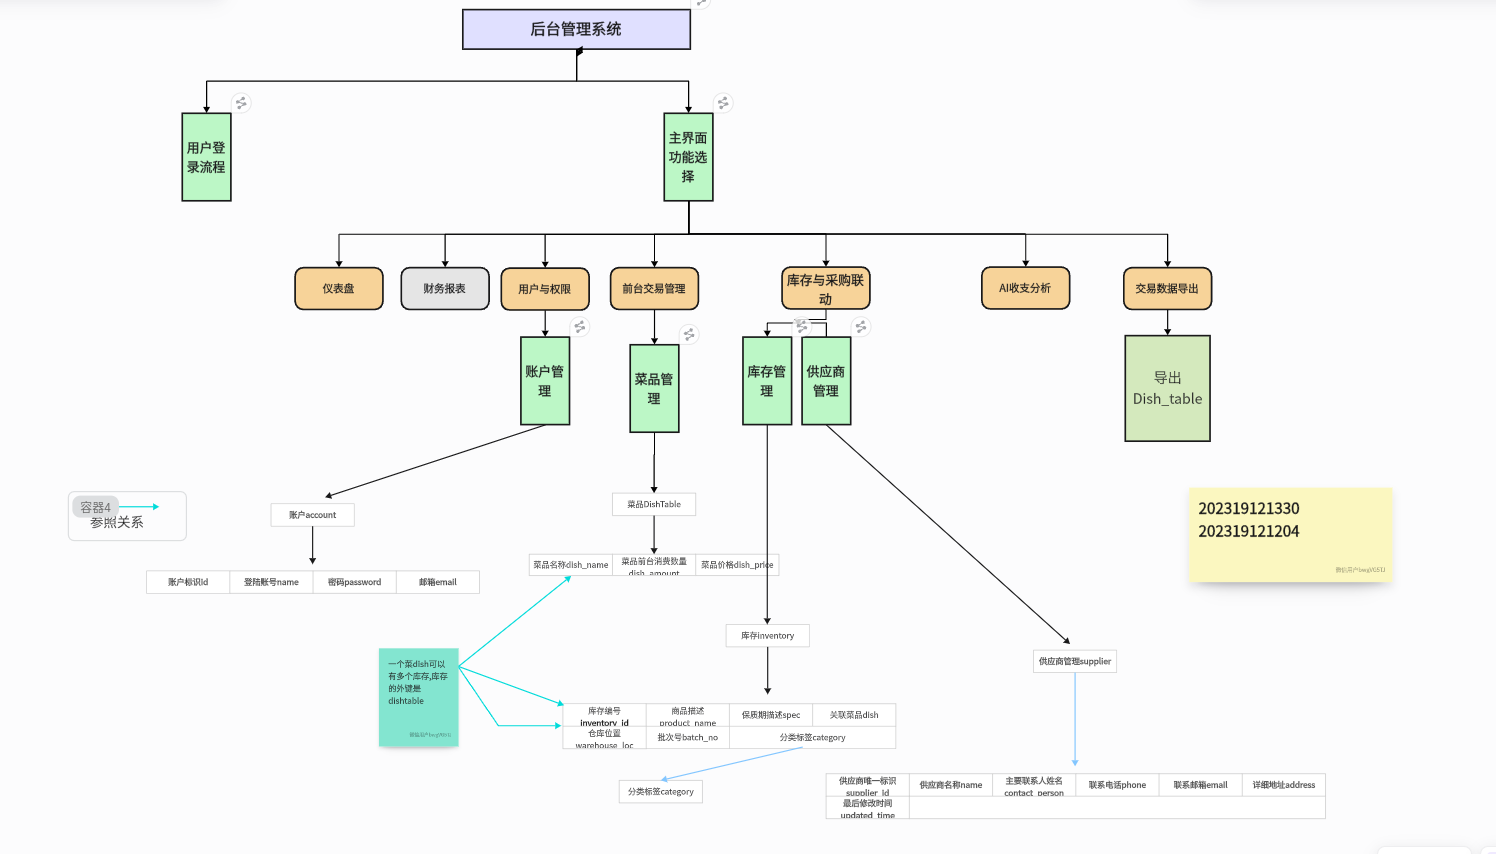 后台管理系统
用户登
录流程
主界面
功能选
择
仪表盘
财务报表
用户与权限
前台交易管理
库存与采购联
动
AI收支分析
交易数据导出
账户管
理
菜品管
理
库存管
理
供应商
管理
导出
Dish_table
容器4
参照关系
账户account
菜品DishTable
202319121330
202319121204
账户标识id
登陆账号name
密码password
邮箱email
菜品名称dish_name
菜品前台消费数量
dish_amount
菜品价格dish_price
库存inventory
供应商管理supplier
一个菜dish可以
有多个库存,库存
的外键是
dishtable
库存编号
inventory_id
商品描述
product_name
保质期描述spec
关联菜品dish
仓库位置
warehouse_loc
批次号batch_no
分类标签category
分类标签category
供应商唯一标识
supplier_id
供应商名称name
主要联系人姓名
contact_person
联系电话phone
联系邮箱email
详细地址address
最后修改时间
updated_time